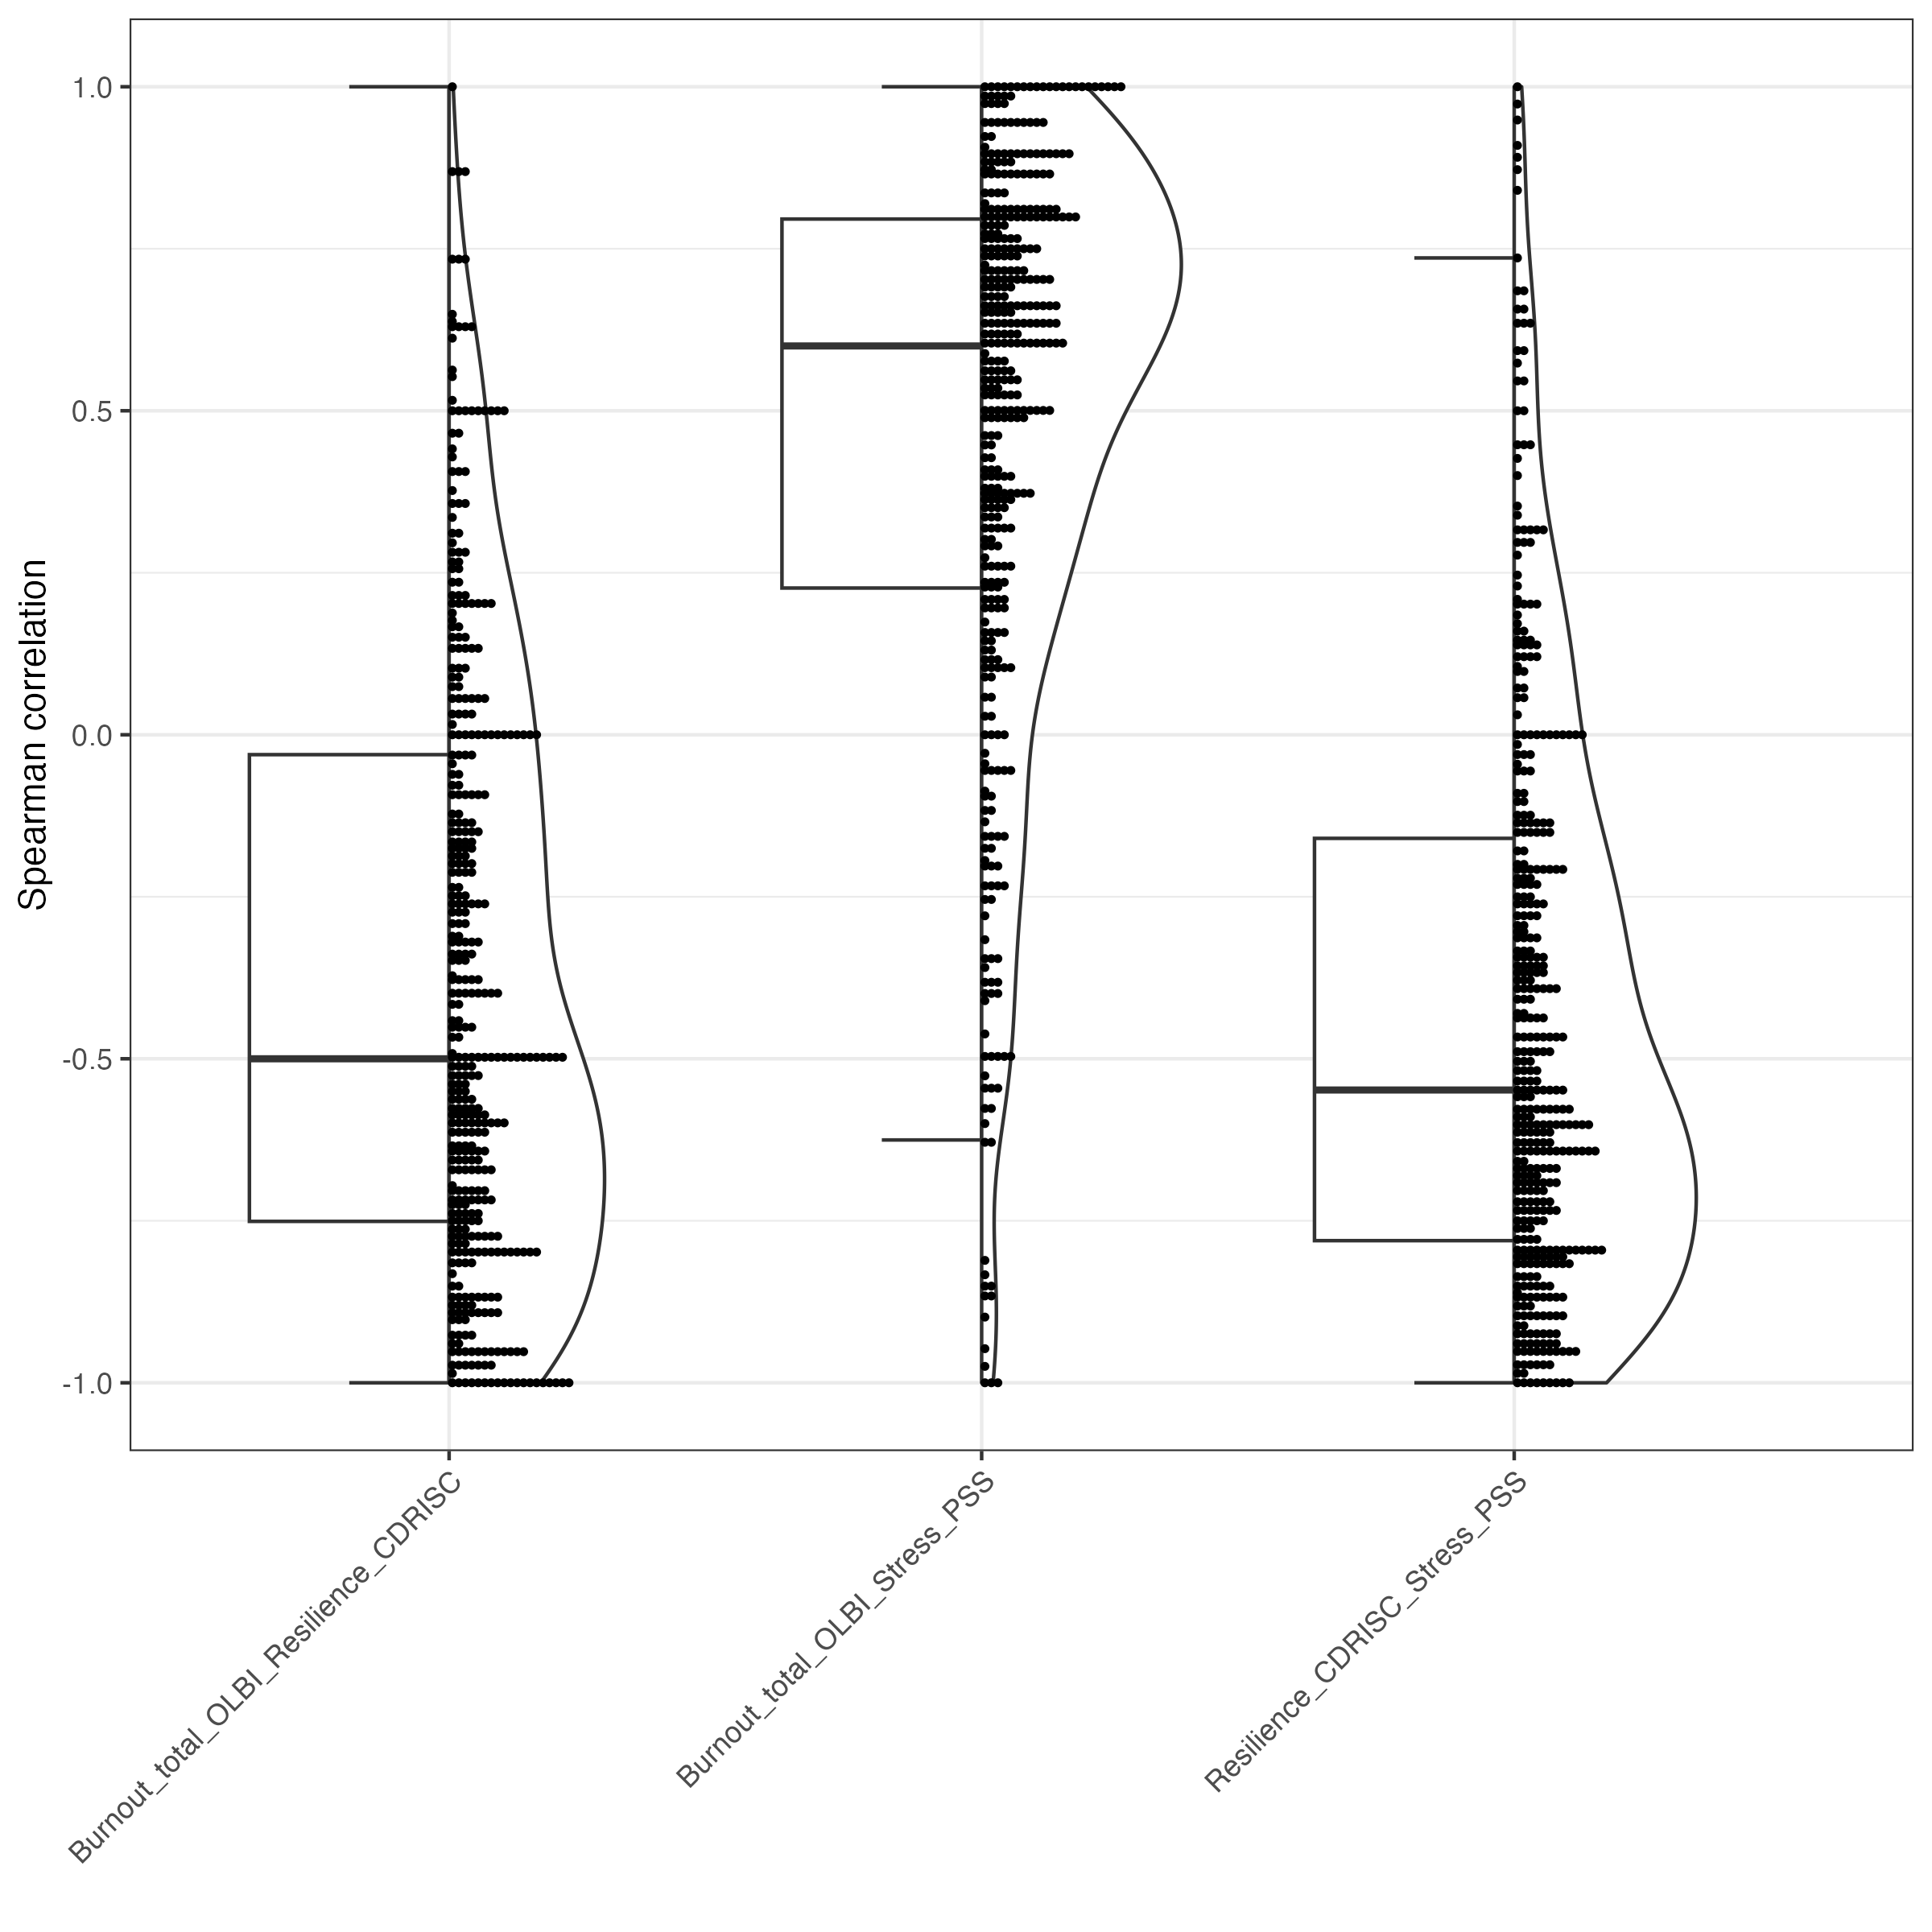 Spearman correlation
1.0
0.5
0.0
-0.5
-1.0
Burnout_total_OLBI_Resilience_CDRISC
Burnout_total_OLBI_Stress_PSS
Resilience_CDRISC_Stress_PSS